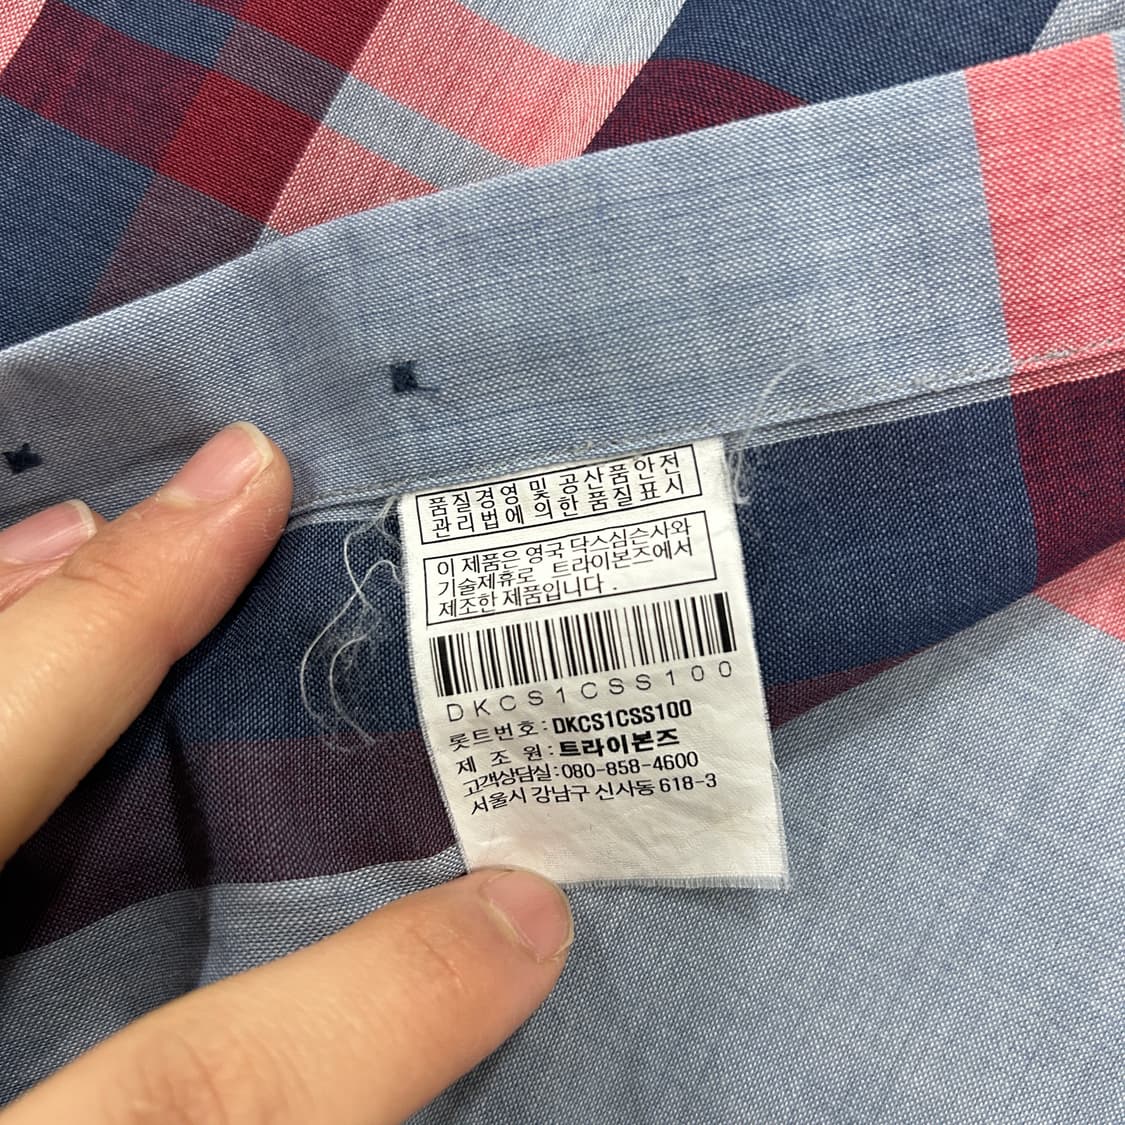 품질경영 및 공산품안전
관리법에 의한 품질표시
이 제품은 영국 닥스심슨사와
기술제휴로 트라이본즈에서
제조한 제품입니다.
DKCS1CSS100
롯트번호:DKCS1CSS100
제 조 원:트라이본즈
고객상담실:080-858-4600
서울시 강남구 신사동 618-3